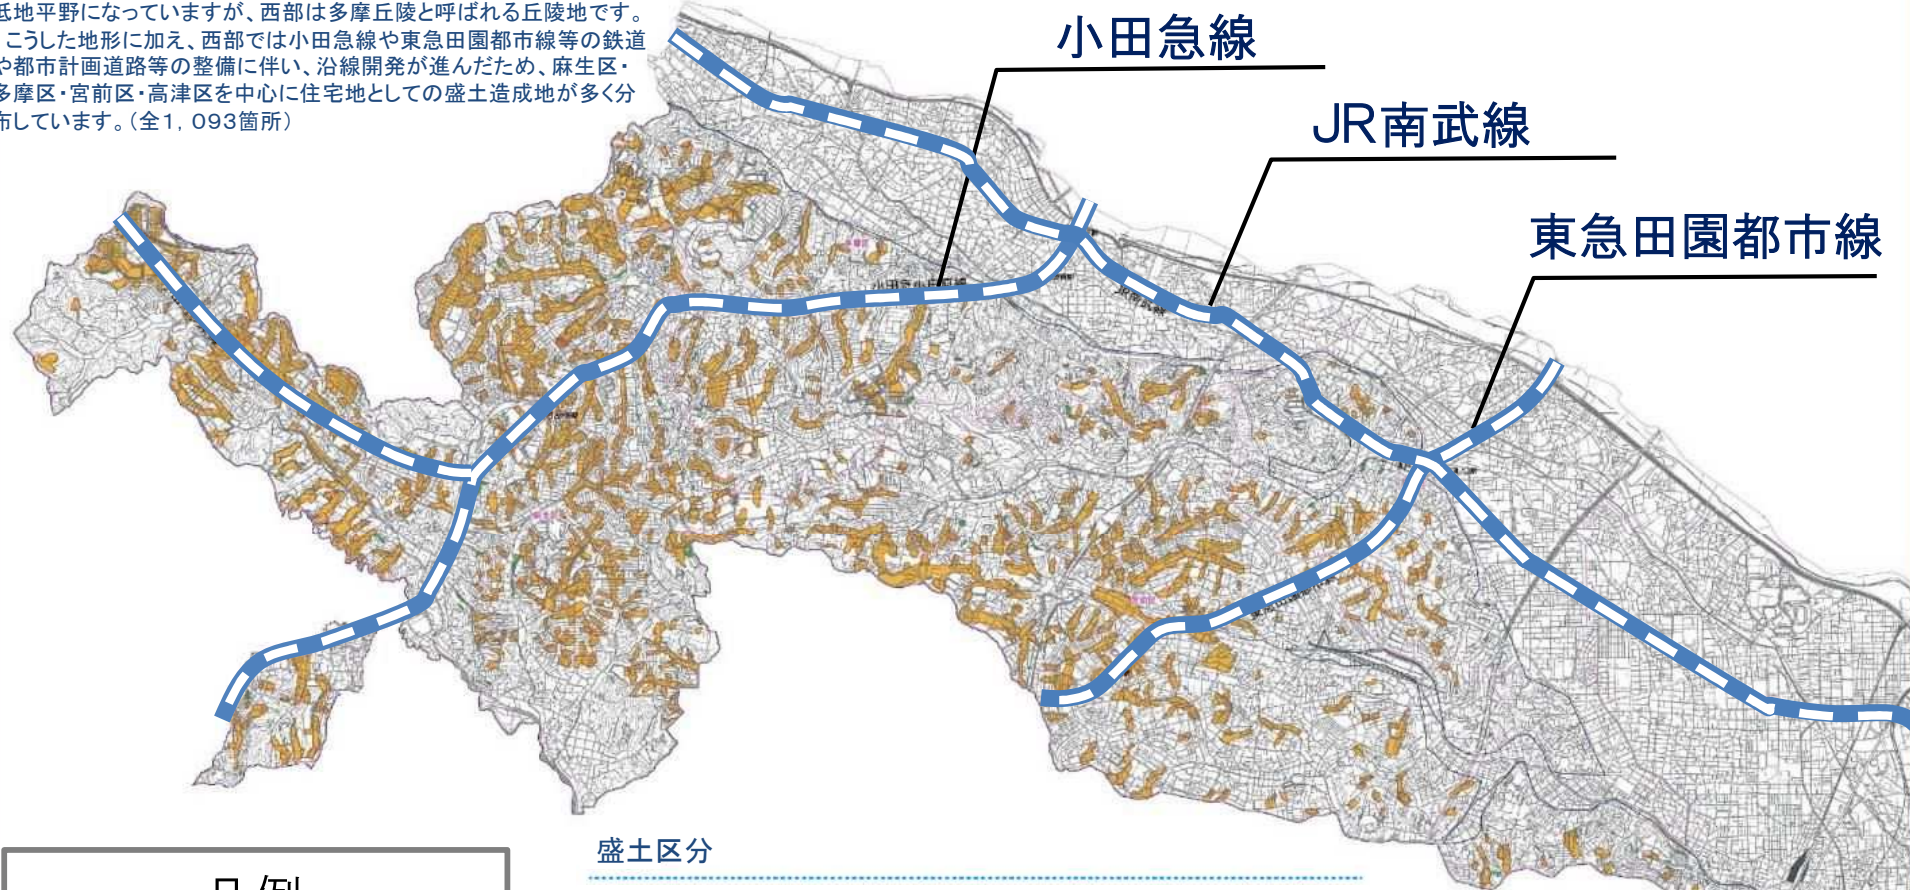 低地平野になっていますが、西部は多摩丘陵と呼ばれる丘陵地です。
こうした地形に加え、西部では小田急線や東急田園都市線等の鉄道
や都市計画道路等の整備に伴い、沿線開発が進んだため、麻生区・
多摩区・宮前区・高津区を中心に住宅地としての盛土造成地が多く分
布しています。（全1，093箇所）
小田急線
JR南武線
東急田園都市線
多摩区
盛土区分
凡例